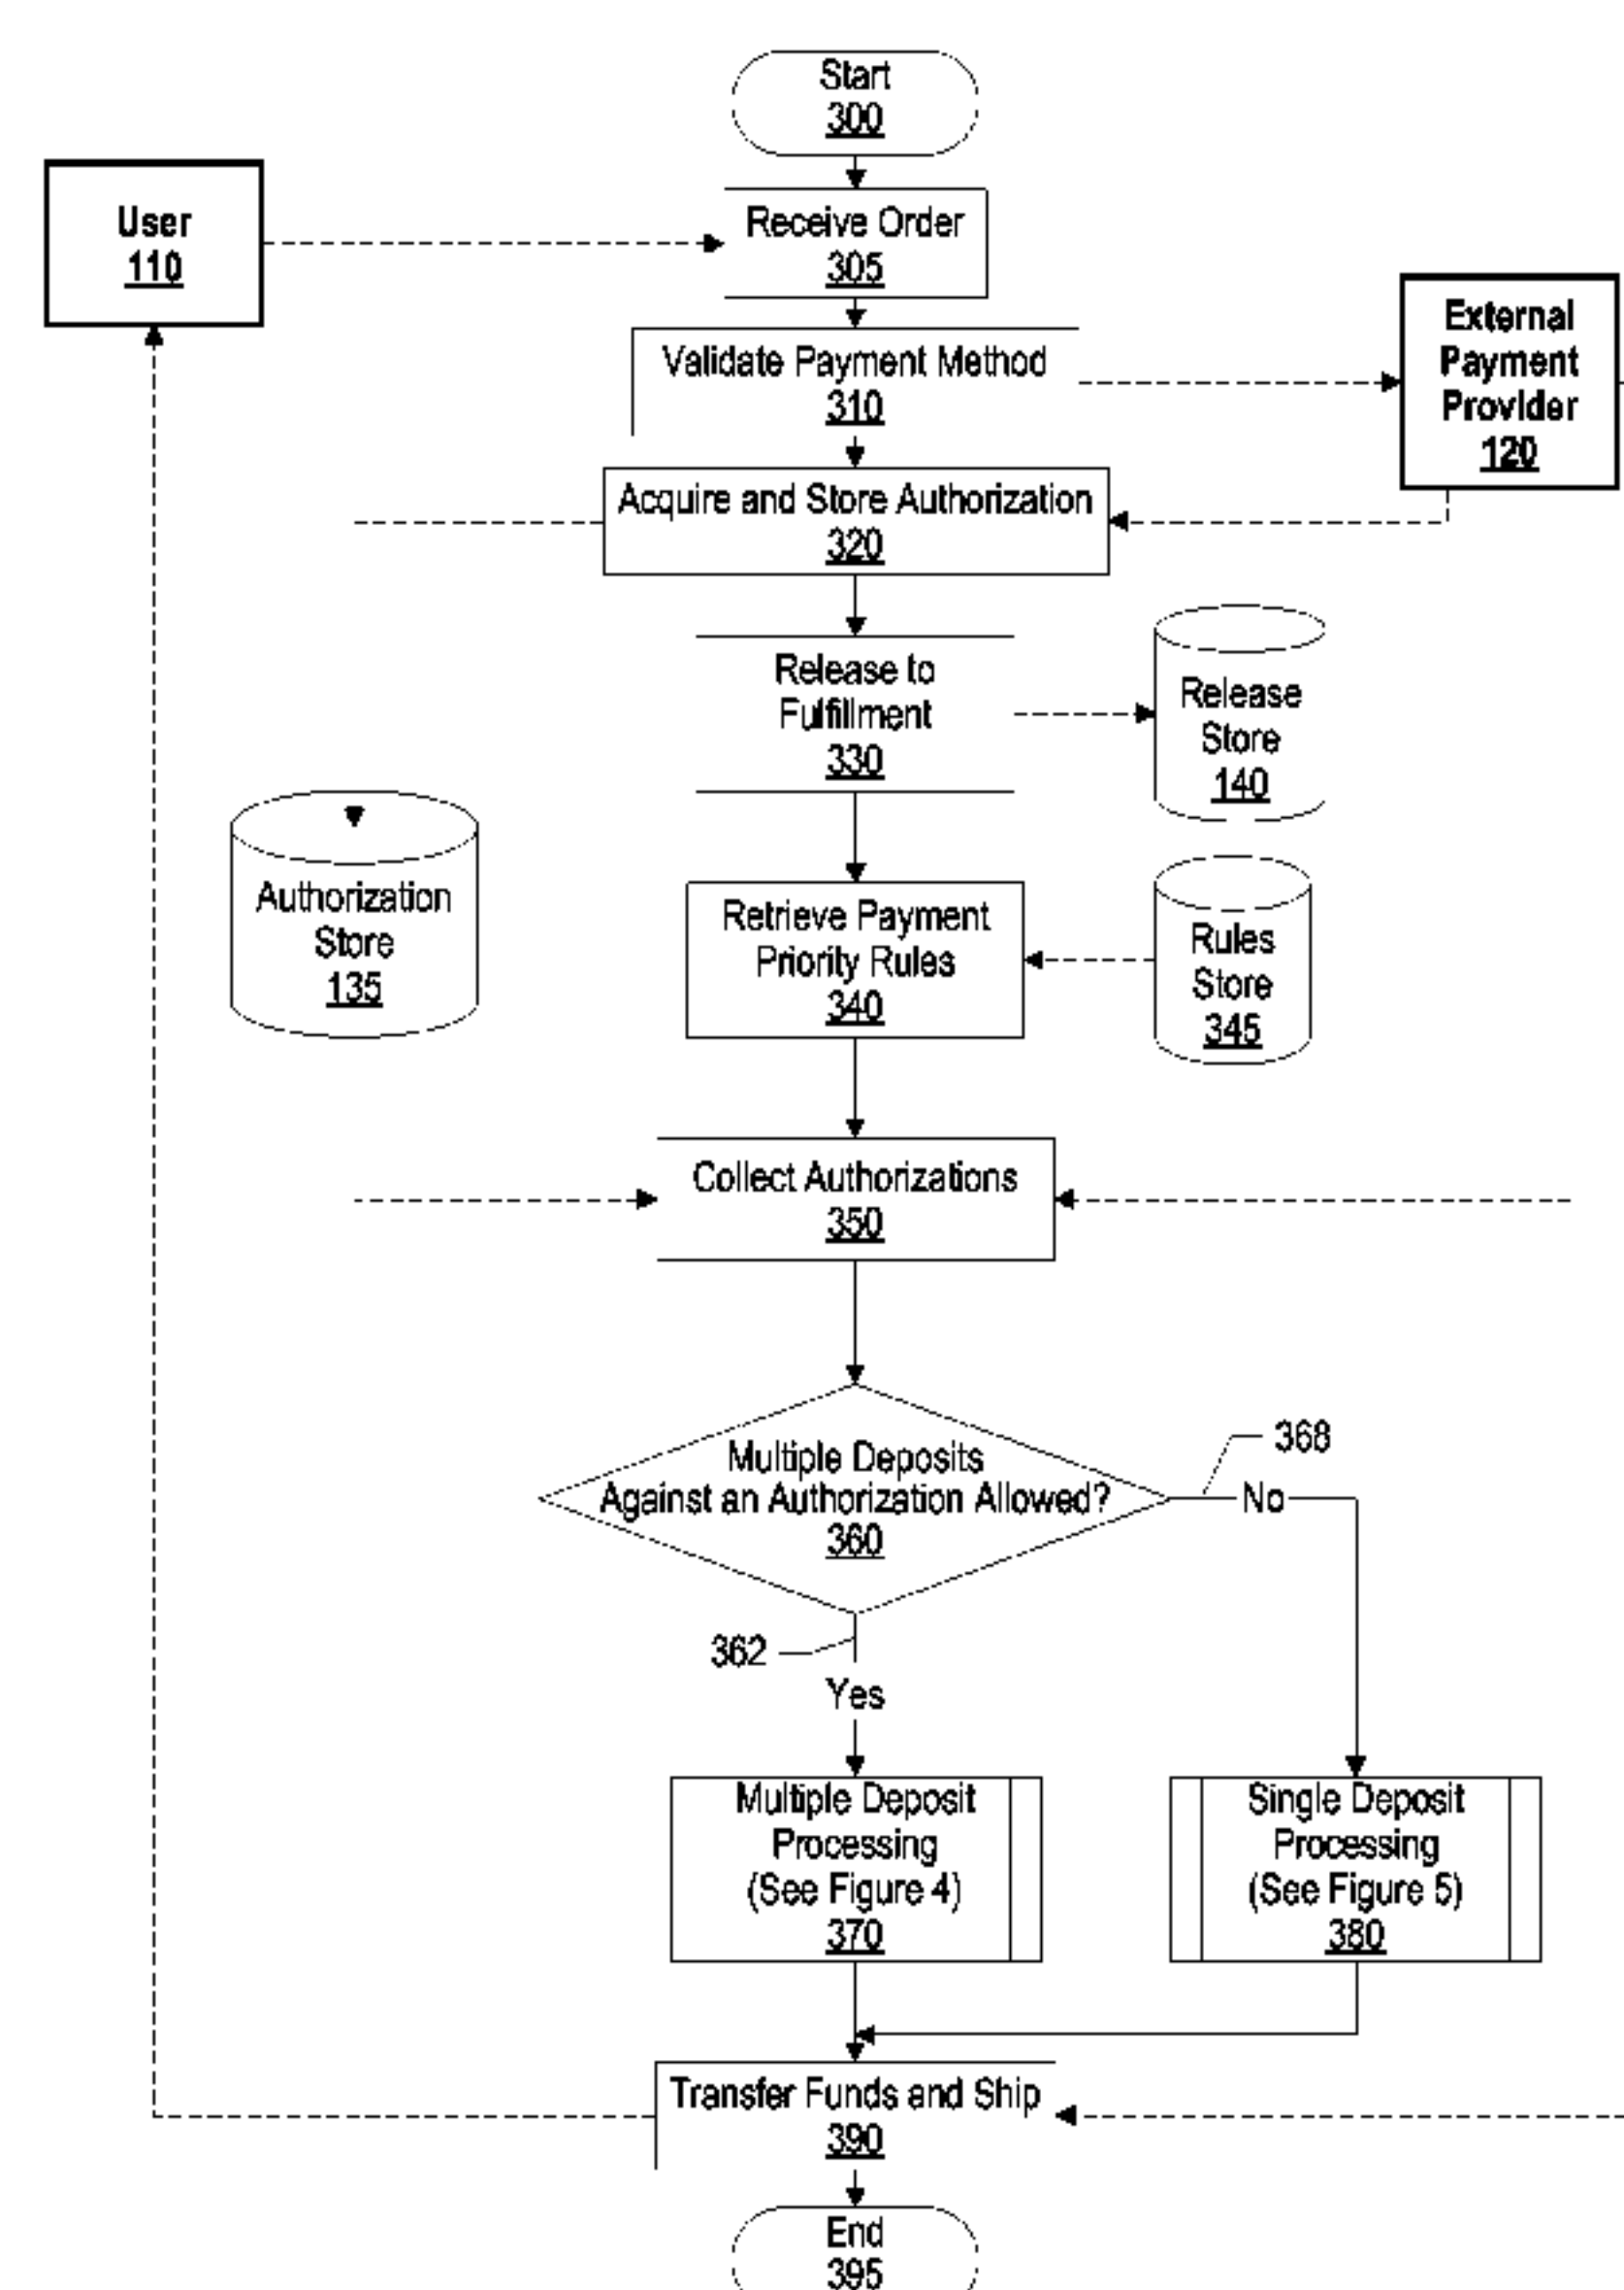 Start
300
User
110
Receive Order
305
External
Payment
Provider
120
Validate Payment Method
310
Acquire and Store Authorization
320
Release to
Fulfillment
330
Release
Store
140
Authorization
Store
135
Retrieve Payment
Priority Rules
340
Rules
Store
345
Collect Authorizations
350
Multiple Deposits
Against an Authorization Allowed?
360
368
No
362
Yes
Multiple Deposit
Processing
(See Figure 4)
370
Single Deposit
Processing
(See Figure 5)
380
Transfer Funds and Ship
390
End
395